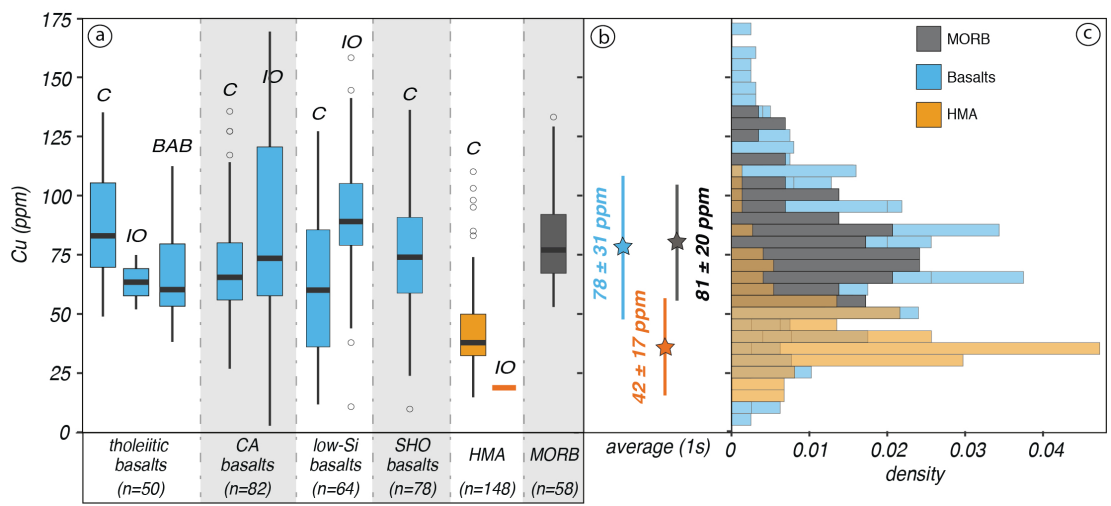 175
150
125
100
75
50
25
0
Cu (ppm)
a
C
IO
BAB
C
IO
C
IO
C
C
IO
tholeiitic basalts
(n=50)
CA basalts
(n=82)
low-Si basalts
(n=64)
SHO basalts
(n=78)
HMA
(n=148)
MORB
(n=58)
b
78 ± 31 ppm
42 ± 17 ppm
81 ± 20 ppm
average (1s)
c
MORB
Basalts
HMA
0
0.01
0.02
0.03
0.04
density